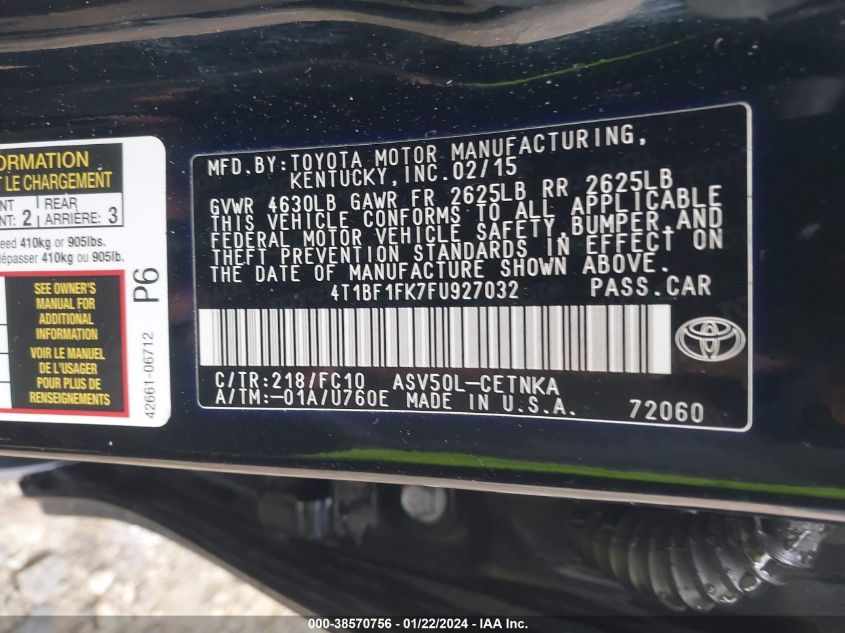 ORMATION
T LE CHARGEMENT
NT 2 REAR
NT: ARRIÈRE: 3
eed 410kg or 905lbs.
dépasser 410kg ou 905lb.
SEE OWNER'S
MANUAL FOR
ADDITIONAL
INFORMATION
VOIR LE MANUEL
DE L'USAGER
POUR PLUS DE
RENSEIGNEMENTS
P6
42661-06712
MFD.BY:TOYOTA MOTOR MANUFACTURING,
KENTUCKY,INC.02/15
GVWR 4630LB GAWR FR 2625LB RR 2625LB
THIS VEHICLE CONFORMS TO ALL APPLICABLE
FEDERAL MOTOR VEHICLE SAFETY,BUMPER,AND
THEFT PREVENTION STANDARDS IN EFFECT ON
THE DATE OF MANUFACTURE SHOWN ABOVE.
4T1BF1FK7FU927032 PASS.CAR
C/TR:218/FC10 ASV50L-CETNKA
A/TM:-01A/U760E MADE IN U.S.A. 72060
000-38570756 - 01/22/2024 - IAA Inc.